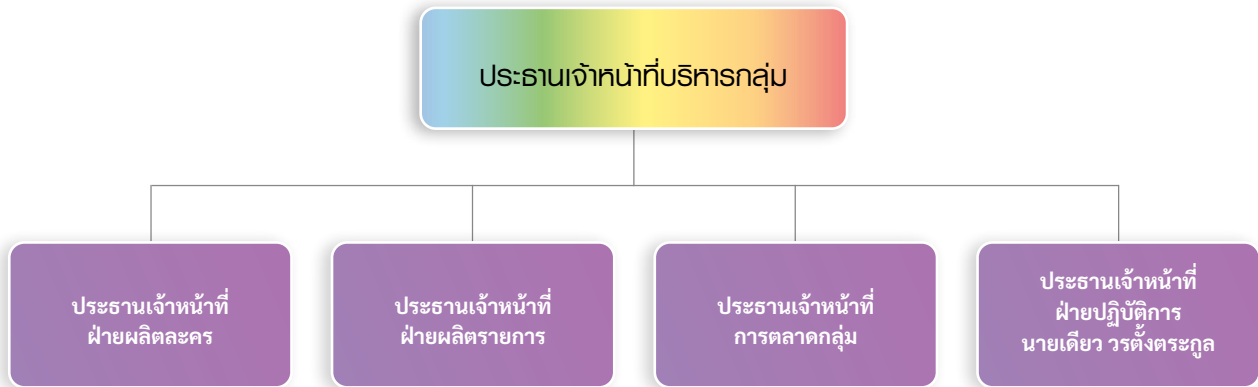 ประธานเจ้าหน้าที่บริหารกลุ่ม
ประธานเจ้าหน้าที่
ฝ่ายผลิตละคร
ประธานเจ้าหน้าที่
ฝ่ายผลิตรายการ
ประธานเจ้าหน้าที่
การตลาดกลุ่ม
ประธานเจ้าหน้าที่
ฝ่ายปฏิบัติการ
นายเดียว วรตั้งตระกูล